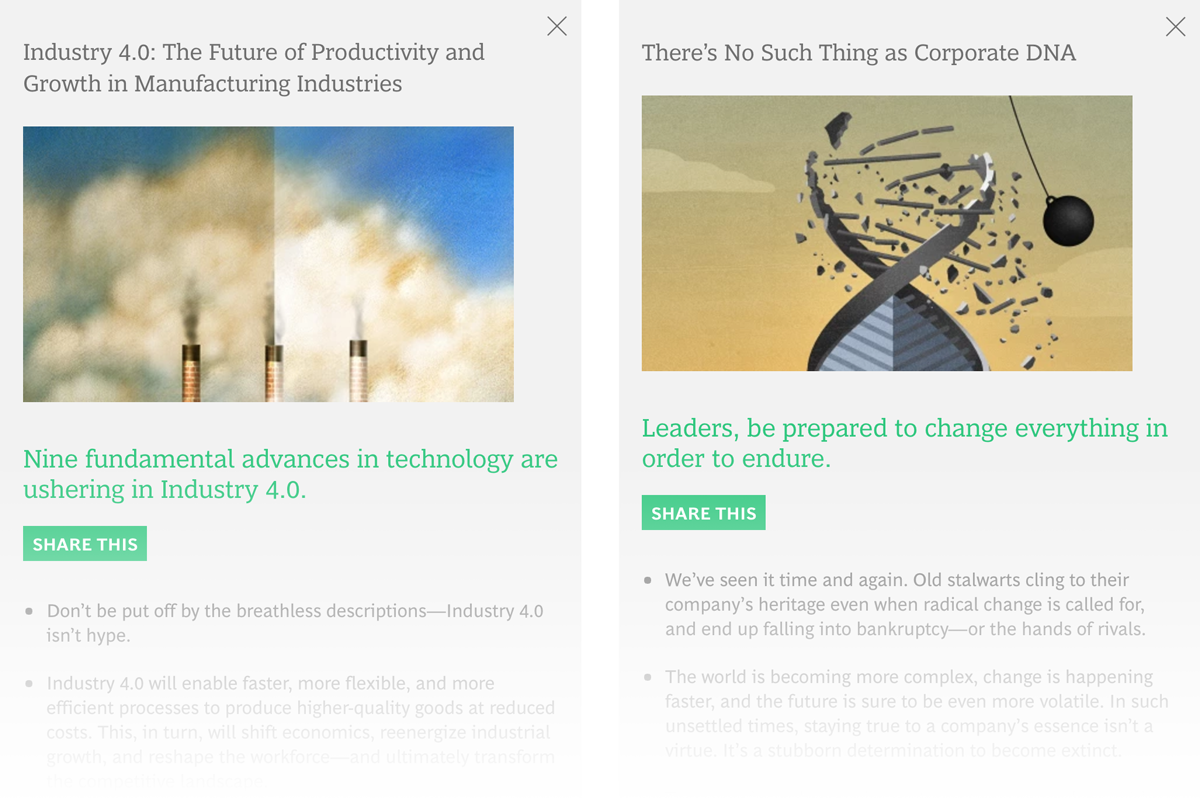 Industry 4.0: The Future of Productivity and
Growth in Manufacturing Industries
Nine fundamental advances in technology are
ushering in Industry 4.0.
SHARE THIS
• Don’t be put off by the breathless descriptions—Industry 4.0
isn’t hype.
• Industry 4.0 will enable faster, more flexible, and more
efficient processes to produce higher-quality goods at reduced
costs. This, in turn, will shift economics, reenergize industrial
growth, and reshape the workforce—and ultimately transform
the competitive landscape.
There’s No Such Thing as Corporate DNA
Leaders, be prepared to change everything in
order to endure.
SHARE THIS
• We’ve seen it time and again. Old stalwarts cling to their
company’s heritage even when radical change is called for,
and end up falling into bankruptcy—or the hands of rivals.
• The world is becoming more complex, change is happening
faster, and the future is sure to be even more volatile. In such
unsettled times, staying true to a company’s essence isn’t a
virtue. It’s a stubborn determination to become extinct.